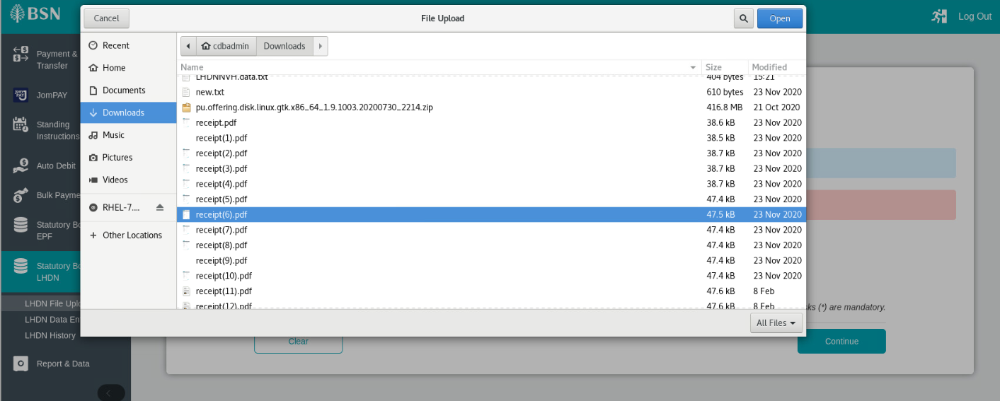 BSN
Cancel
File Upload
Open
Log Out
Payment &
Transfer
JomPAY
Standing
Instructions
Auto Debit
Bulk Payme
Statutory Bo
EPF
Statutory Bo
LHDN
LHDN File Uplo
LHDN Data En
LHDN History
Report & Data
Recent
Home
Documents
Downloads
Music
Pictures
Videos
RHEL-7....
Other Locations
cdbadmin Downloads
Name Size Modified
LHDNNVH.data.txt 404 bytes 15:21
new.txt 610 bytes 23 Nov 2020
pu.offering.disk.linux.gtk.x86_64_1.9.1003.20200730_2214.zip 416.8 MB 21 Oct 2020
receipt.pdf 38.6 kB 23 Nov 2020
receipt(1).pdf 38.5 kB 23 Nov 2020
receipt(2).pdf 38.7 kB 23 Nov 2020
receipt(3).pdf 38.7 kB 23 Nov 2020
receipt(4).pdf 38.7 kB 23 Nov 2020
receipt(5).pdf 47.4 kB 23 Nov 2020
receipt(6).pdf 47.5 kB 23 Nov 2020
receipt(7).pdf 47.4 kB 23 Nov 2020
receipt(8).pdf 47.4 kB 23 Nov 2020
receipt(9).pdf 47.4 kB 23 Nov 2020
receipt(10).pdf 47.4 kB 23 Nov 2020
receipt(11).pdf 47.6 kB 8 Feb
receipt(12).pdf 47.6 kB 8 Feb
All Files
ks (*) are mandatory.
Clear
Continue